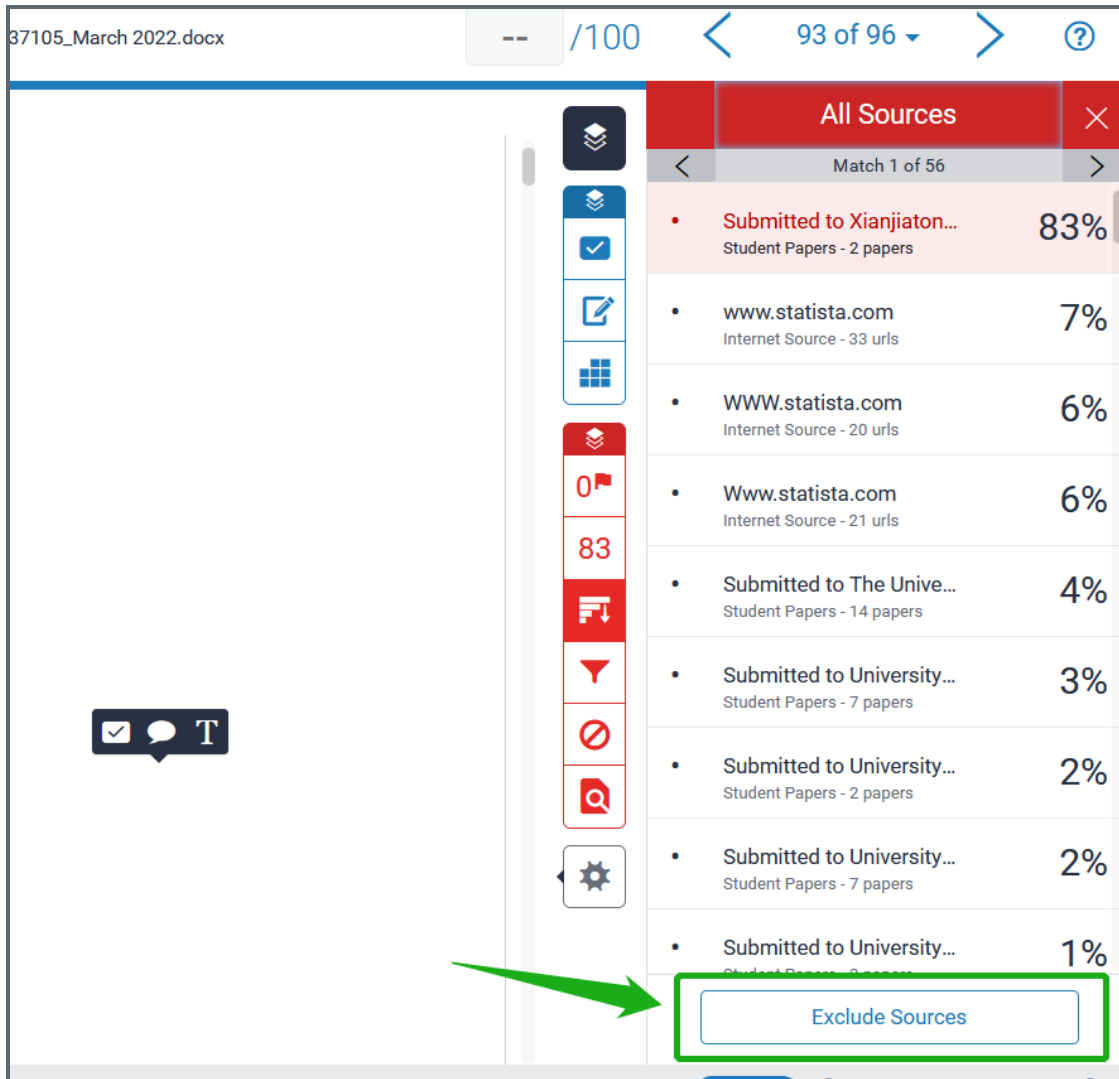 37105_March 2022.docx
-- /100
93 of 96
?
All Sources
Match 1 of 56
Submitted to Xianjiaton...
83%
Student Papers - 2 papers
www.statista.com
7%
Internet Source - 33 urls
WWW.statista.com
6%
Internet Source - 20 urls
Www.statista.com
6%
Internet Source - 21 urls
0
83
Submitted to The Unive...
4%
Student Papers - 14 papers
Submitted to University...
3%
Student Papers - 7 papers
T
Submitted to University...
2%
Student Papers - 2 papers
Submitted to University...
2%
Student Papers - 7 papers
Submitted to University...
1%
Exclude Sources